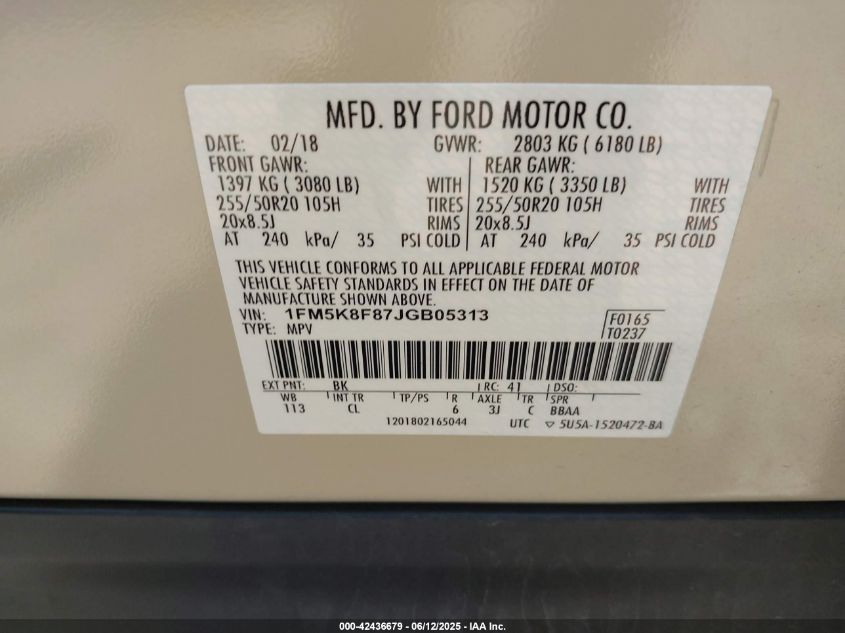 MFD. BY FORD MOTOR CO.
DATE: 02/18 GVWR: 2803 KG ( 6180 LB)
FRONT GAWR: REAR GAWR:
1397 KG ( 3080 LB) WITH 1520 KG ( 3350 LB) WITH
255/50R20 105H TIRES 255/50R20 105H TIRES
20x8.5J RIMS 20x8.5J RIMS
AT 240 kPa/ 35 PSI COLD AT 240 kPa/ 35 PSI COLD
THIS VEHICLE CONFORMS TO ALL APPLICABLE FEDERAL MOTOR
VEHICLE SAFETY STANDARDS IN EFFECT ON THE DATE OF
MANUFACTURE SHOWN ABOVE.
VIN: 1FM5K8F87JGB05313 F0165
TYPE: MPV T0237
EXT PNT: BK RC: 41 DSO:
WB INT TR TP/PS R AXLE TR SPR
113 CL 6 3J C BBAA
1201802165044 UTC ▽ 5U5A-1520472-BA
000-42436679 - 06/12/2025 - IAA Inc.